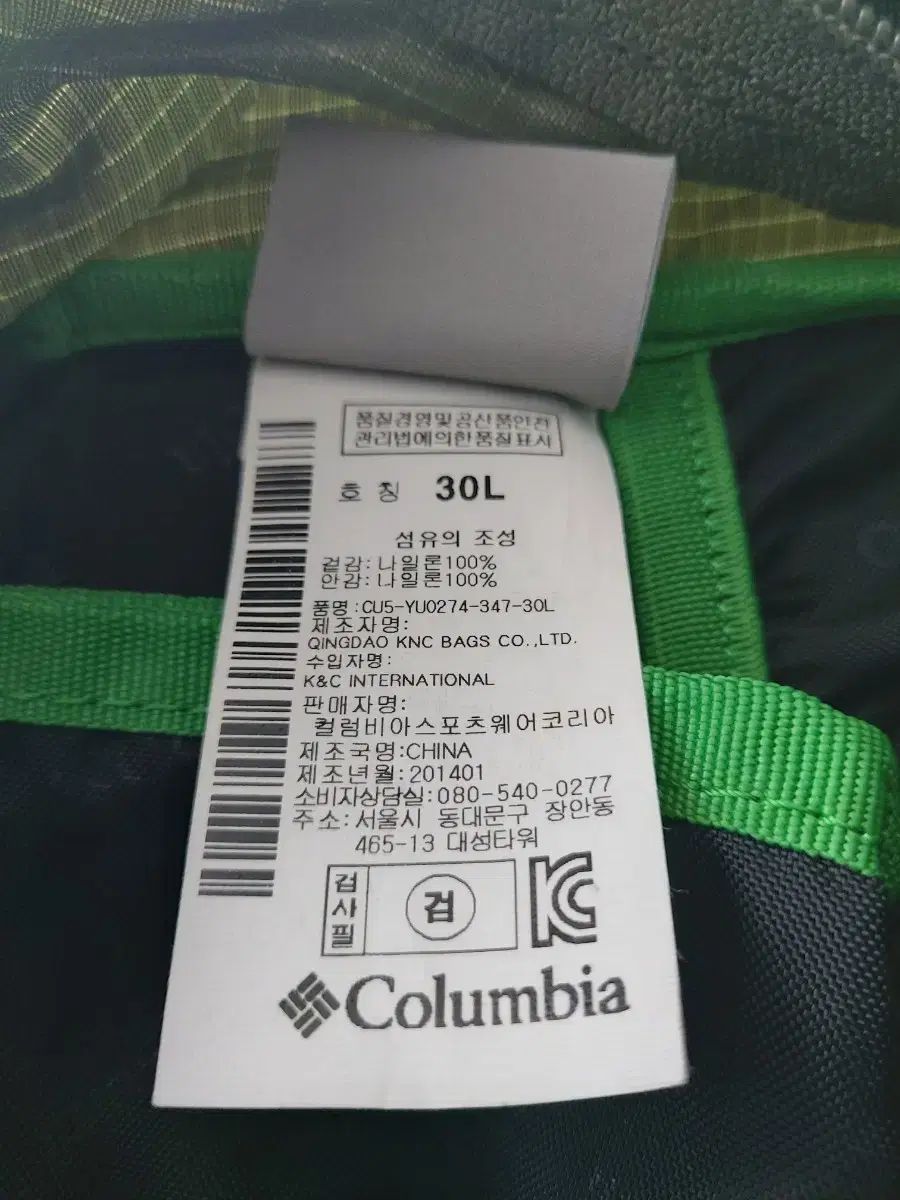 품질경영및공산품안전
관리법에의한품질표시
호 칭 30L
섬유의 조성
겉감: 나일론100%
안감: 나일론100%
품명: CU5-YU0274-347-30L
제조자명:
QINGDAO KNC BAGS CO.,LTD.
수입자명:
K&C INTERNATIONAL
판매자명:
컬럼비아스포츠웨어코리아
제조국명:CHINA
제조년월:201401
소비자상담실:080-540-0277
주소:서울시 동대문구 장안동
465-13 대성타워
검사필
검
KC
Columbia